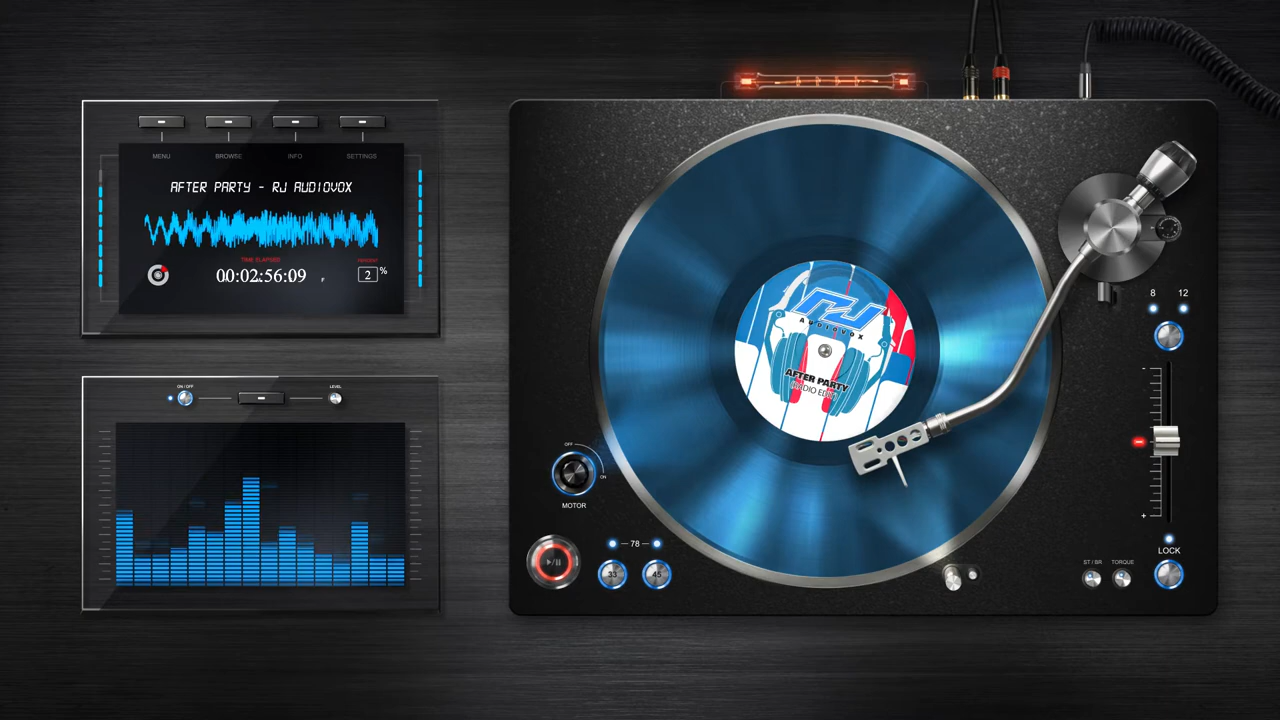 MENU BROWSE INFO SETTINGS
AFTER PARTY - RJ AUDIOVOX
TIME ELAPSED
00:02:56:09 F
PERCENT
2 %
ON / OFF
LEVEL
RJ
AUDIOVOX
AFTER PARTY
(RADIO EDIT)
8 12
- 
+
OFF
ON
MOTOR
78
33 45
LOCK
ST / BR TORQUE